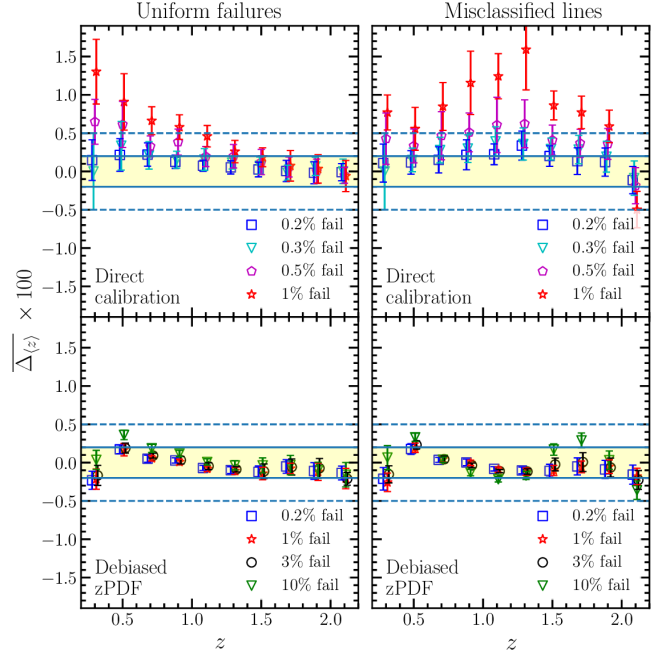 Uniform failures
Misclassified lines
1.5
1.0
0.5
0.0
−0.5
−1.0
−1.5
0.2% fail
0.3% fail
0.5% fail
1% fail
Direct
calibration
0.2% fail
0.3% fail
0.5% fail
1% fail
Direct
calibration
Δ⟨z⟩ × 100
1.5
1.0
0.5
0.0
−0.5
−1.0
−1.5
0.2% fail
1% fail
3% fail
10% fail
Debiased
zPDF
0.2% fail
1% fail
3% fail
10% fail
Debiased
zPDF
0.5 1.0 1.5 2.0
0.5 1.0 1.5 2.0
z
z